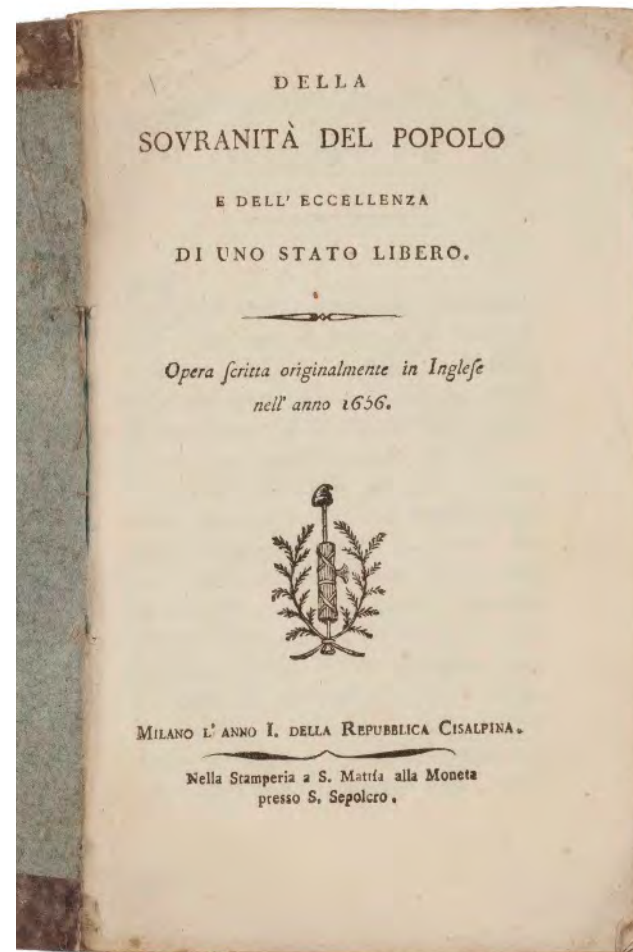 DELLA
SOVRANITÀ DEL POPOLO
E DELL' ECCELLENZA
DI UNO STATO LIBERO.
Opera ſcritta originalmente in Ingleſe
nell' anno 1656.
MILANO L' ANNO I. DELLA REPUBBLICA CISALPINA.
Nella Stamperia a S. Mattía alla Moneta
presso S. Sepolcro.